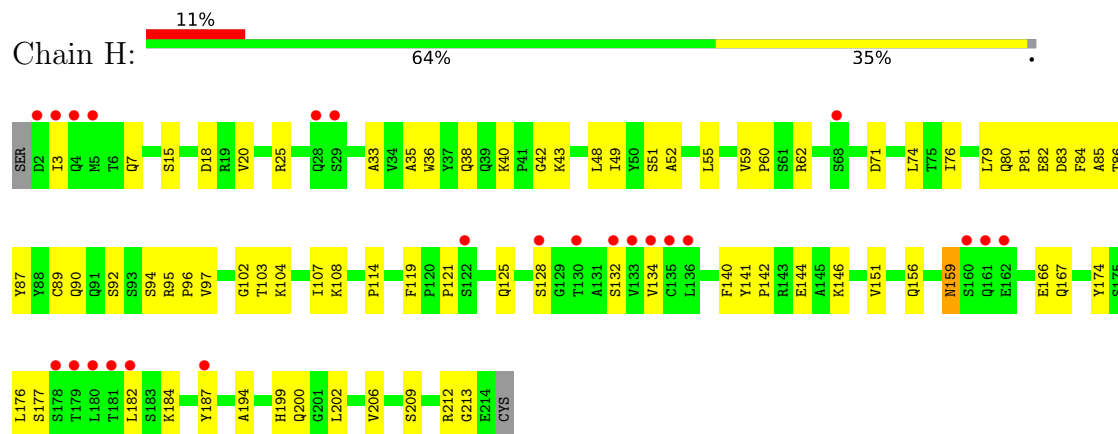 11%
Chain H:
64% 35% •
SER D2 I3 Q4 M5 T6 Q7 S15 D18 R19 V20 R25 Q28 S29 A33 V34 A35 W36 Y37 Q38 Q39 K40 P41 G42 K43 L48 I49 Y50 S51 A52 L55 V59 P60 S61 R62 S68 D71 L74 T75 I76 L79 Q80 P81 E82 D83 F84 A85 T86
Y87 Y88 C89 Q90 Q91 S92 S93 S94 R95 P96 V97 G102 T103 K104 I107 K108 P114 F119 P120 P121 S122 Q125 S128 G129 T130 A131 S132 V133 V134 C135 L136 F140 Y141 P142 R143 E144 A145 K146 V151 Q156 N159 S160 Q161 E162 E166 Q167 Y174 S175
L176 S177 S178 T179 L180 T181 L182 S183 K184 Y187 A194 H199 Q200 G201 L202 V206 S209 R212 G213 E214 CYS